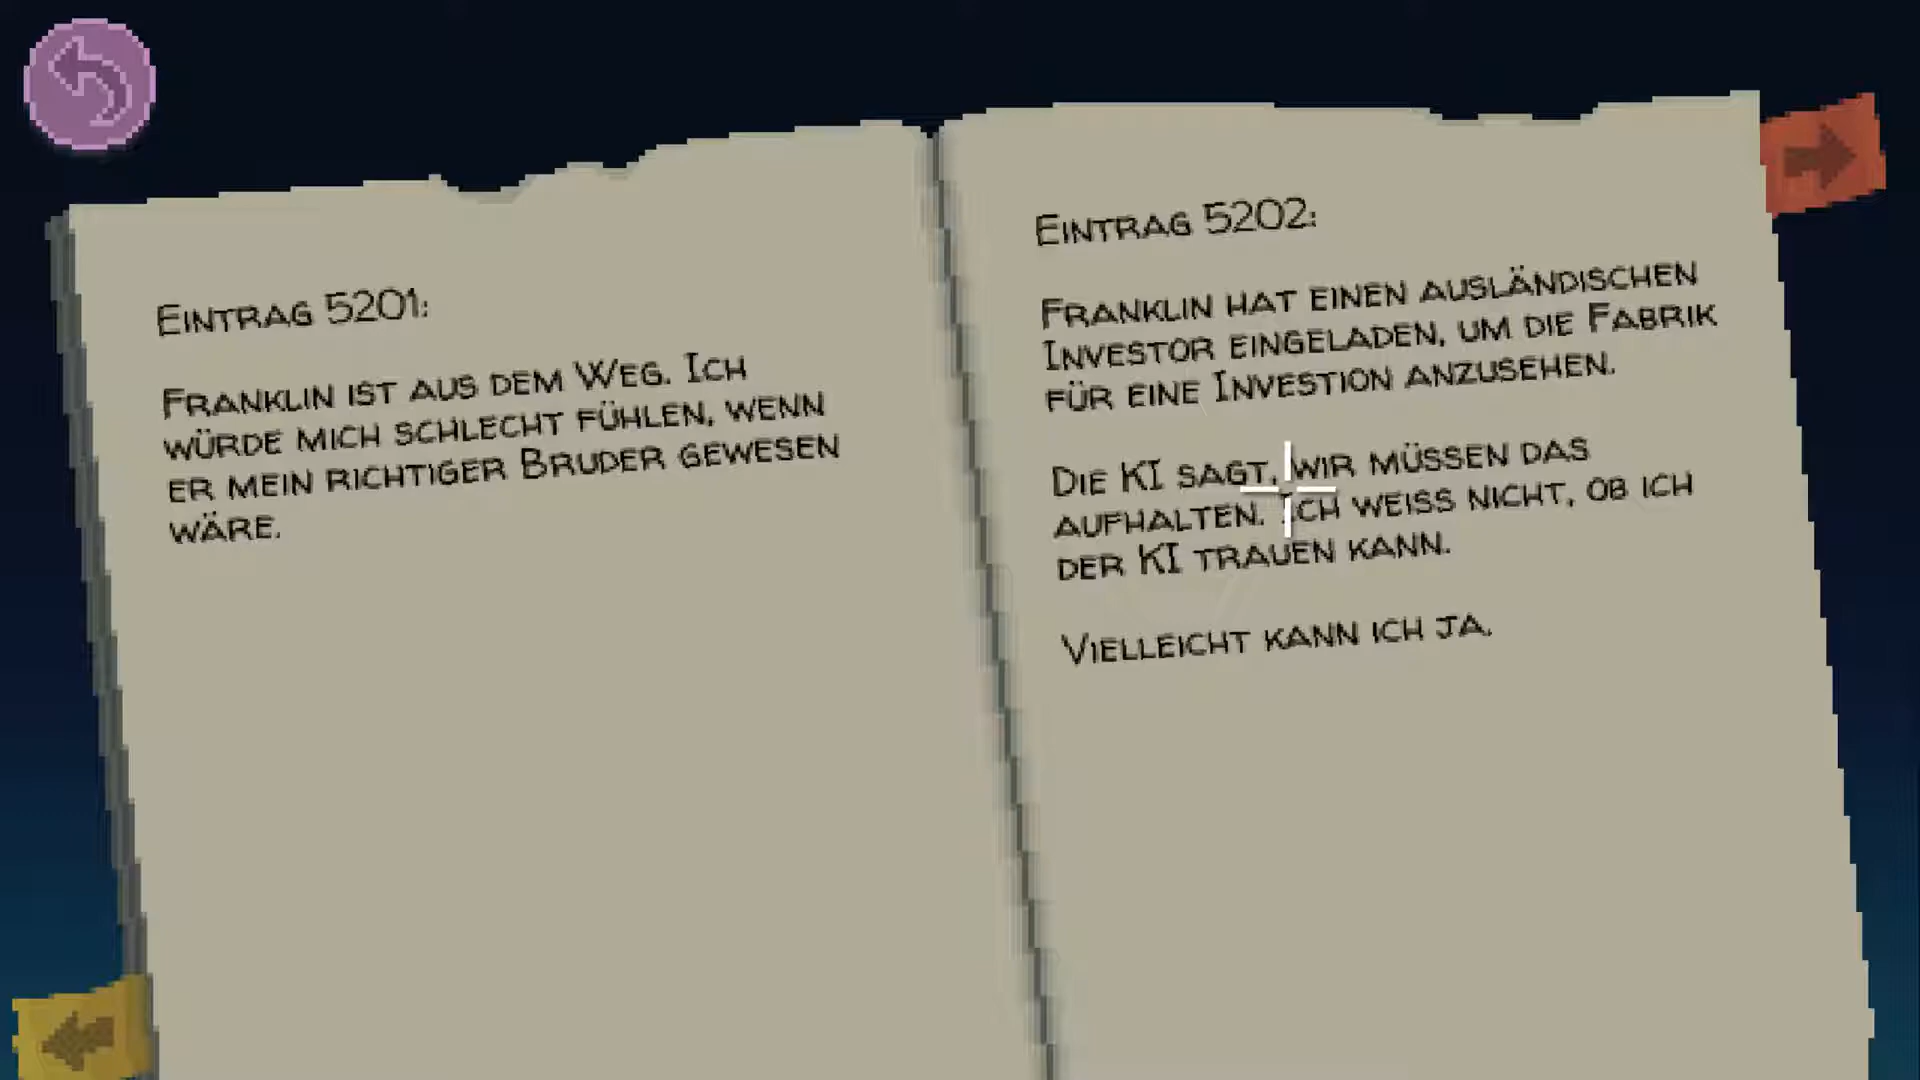 Eintrag 5201:
Franklin ist aus dem Weg. Ich
würde mich schlecht fühlen, wenn
er mein richtiger Bruder gewesen
wäre.
Eintrag 5202:
Franklin hat einen ausländischen
Investor eingeladen, um die Fabrik
für eine Investion anzusehen.
Die KI sagt, wir müssen das
aufhalten. Ich weiss nicht, ob ich
der KI trauen kann.
Vielleicht kann ich ja.